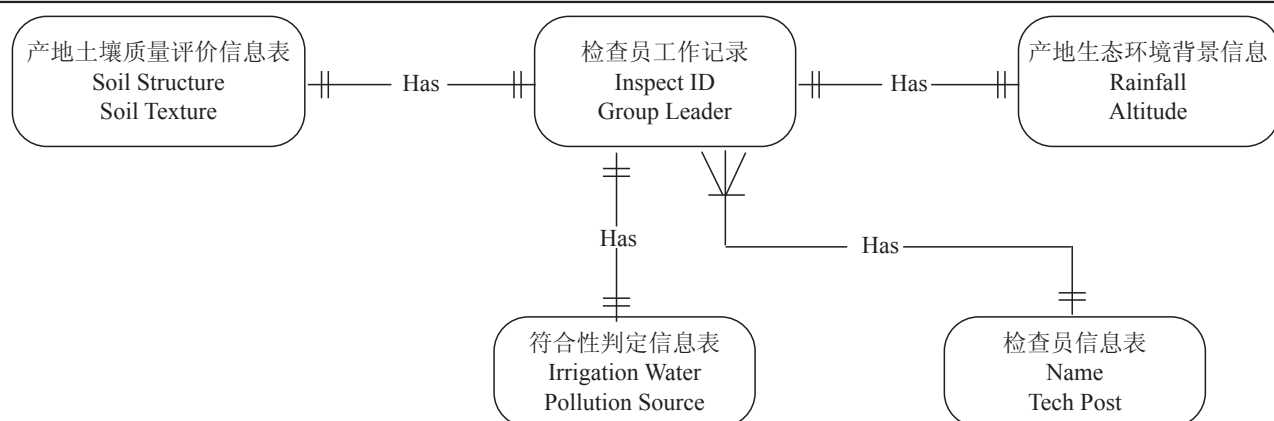 产地土壤质量评价信息表
Soil Structure
Soil Texture
Has
检查员工作记录
Inspect ID
Group Leader
Has
产地生态环境背景信息
Rainfall
Altitude
Has
Has
符合性判定信息表
Irrigation Water
Pollution Source
检查员信息表
Name
Tech Post